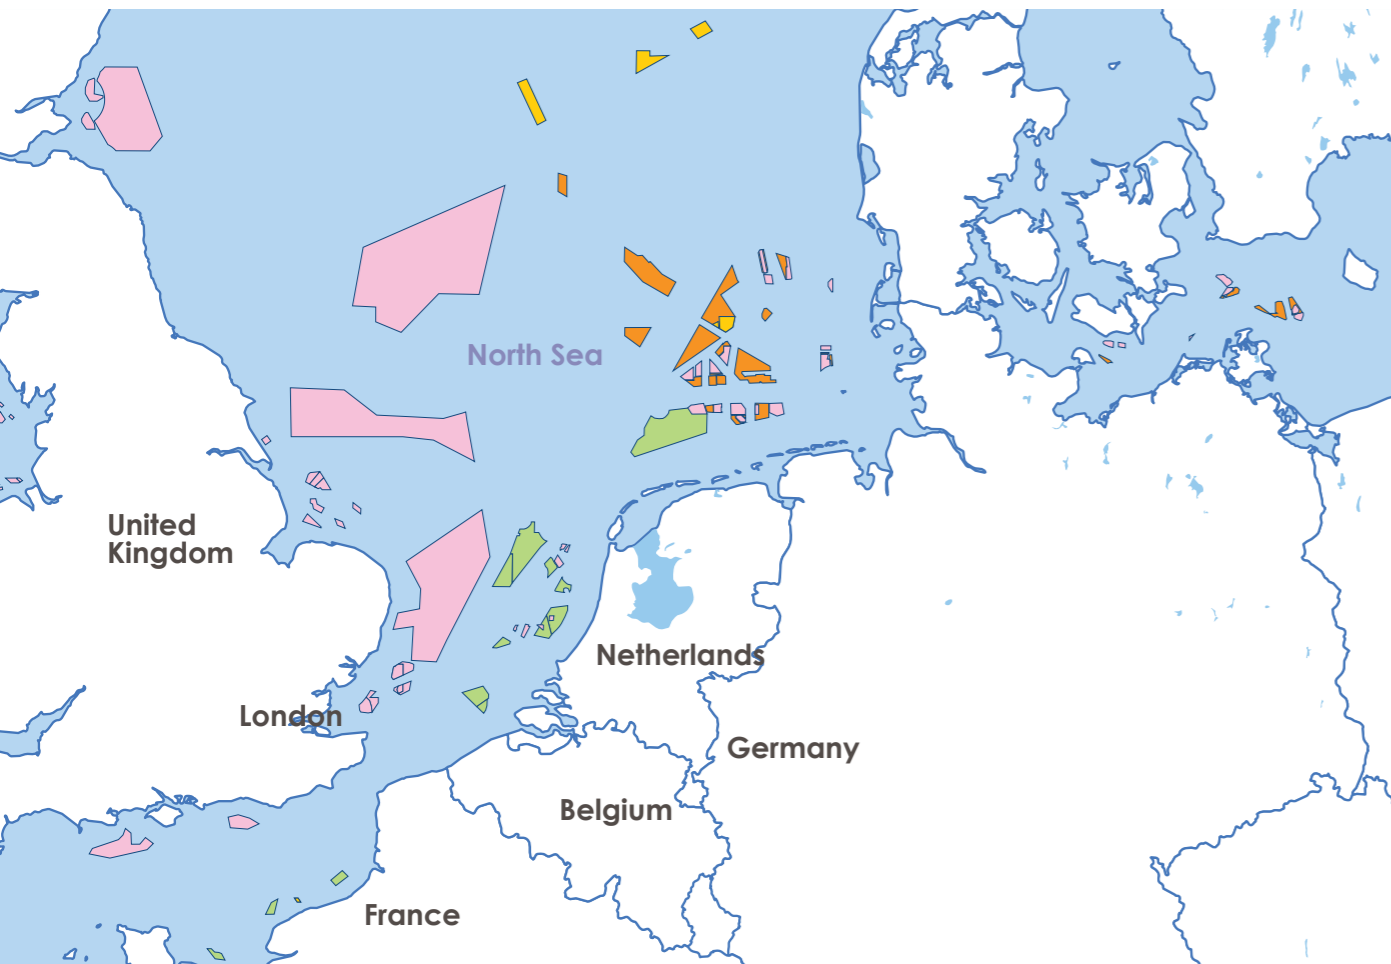 North Sea
United
Kingdom
Netherlands
London
Germany
Belgium
France